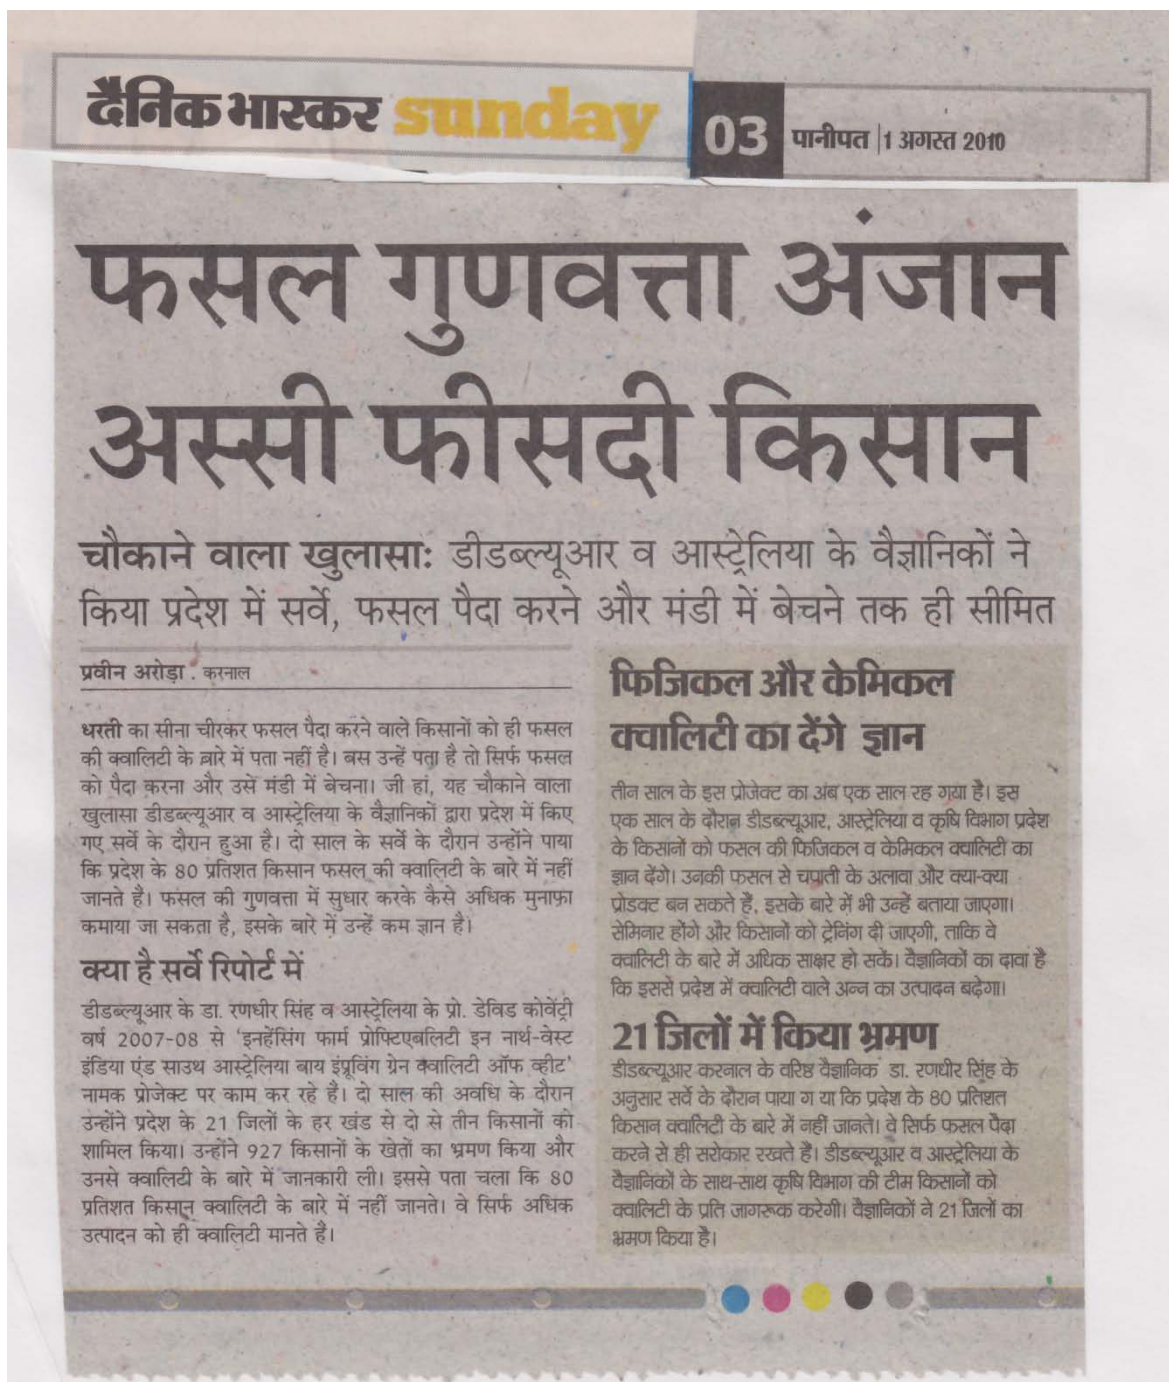 दैनिक भास्कर sunday 03 पानीपत | 1 अगस्त 2010
फसल गुणवत्ता अंजान
अस्सी फीसदी किसान
चौकाने वाला खुलासाः डीडब्ल्यूआर व आस्ट्रेलिया के वैज्ञानिकों ने
किया प्रदेश में सर्वे, फसल पैदा करने और मंडी में बेचने तक ही सीमित
प्रवीन अरोड़ा . करनाल
धरती का सीना चीरकर फसल पैदा करने वाले किसानों को ही फसल
की क्वालिटी के बारे में पता नहीं है। बस उन्हें पता है तो सिर्फ फसल
को पैदा करना और उसे मंडी में बेचना। जी हां, यह चौकाने वाला
खुलासा डीडब्ल्यूआर व आस्ट्रेलिया के वैज्ञानिकों द्वारा प्रदेश में किए
गए सर्वे के दौरान हुआ है। दो साल के सर्वे के दौरान उन्होंने पाया
कि प्रदेश के 80 प्रतिशत किसान फसल की क्वालिटी के बारे में नहीं
जानते है। फसल की गुणवत्ता में सुधार करके कैसे अधिक मुनाफा
कमाया जा सकता है, इसके बारे में उन्हें कम ज्ञान है।
क्या है सर्वे रिपोर्ट में
डीडब्ल्यूआर के डा. रणधीर सिंह व आस्ट्रेलिया के प्रो. डेविड कोवेंट्री
वर्ष 2007-08 से 'इनहेंसिंग फार्म प्रोफ्टिएबलिटी इन नार्थ-वेस्ट
इंडिया एंड साउथ आस्ट्रेलिया बाय इंप्रूविंग ग्रेन क्वालिटी ऑफ व्हीट'
नामक प्रोजेक्ट पर काम कर रहे हैं। दो साल की अवधि के दौरान
उन्होंने प्रदेश के 21 जिलों के हर खंड से दो से तीन किसानों को
शामिल किया। उन्होंने 927 किसानों के खेतों का भ्रमण किया और
उनसे क्वालिटी के बारे में जानकारी ली। इससे पता चला कि 80
प्रतिशत किसान क्वालिटी के बारे में नहीं जानते। वे सिर्फ अधिक
उत्पादन को ही क्वालिटी मानते हैं।
फिजिकल और केमिकल
क्वालिटी का देंगे ज्ञान
तीन साल के इस प्रोजेक्ट का अंब एक साल रह गया है। इस
एक साल के दौरान डीडब्ल्यूआर, आस्ट्रेलिया व कृषि विभाग प्रदेश
के किसानों को फसल की फिजिकल व केमिकल क्वालिटी का
ज्ञान देंगे। उनकी फसल से चपाती के अलावा और क्या-क्या
प्रोडक्ट बन सकते हैं, इसके बारे में भी उन्हें बताया जाएगा।
सेमिनार होंगे और किसानों को ट्रेनिंग दी जाएगी, ताकि वे
क्वालिटी के बारे में अधिक साक्षर हो सकें। वैज्ञानिकों का दावा है
कि इससे प्रदेश में क्वालिटी वाले अन्न का उत्पादन बढ़ेगा।
21 जिलों में किया भ्रमण
डीडब्ल्यूआर करनाल के वरिष्ठ वैज्ञानिक डा. रणधीर सिंह के
अनुसार सर्वे के दौरान पाया ग या कि प्रदेश के 80 प्रतिशत
किसान क्वालिटी के बारे में नहीं जानते। वे सिर्फ फसल पैदा
करने से ही सरोकार रखते हैं। डीडब्ल्यूआर व आस्ट्रेलिया के
वैज्ञानिकों के साथ-साथ कृषि विभाग की टीम किसानों को
क्वालिटी के प्रति जागरूक करेगी। वैज्ञानिकों ने 21 जिलों का
भ्रमण किया है।